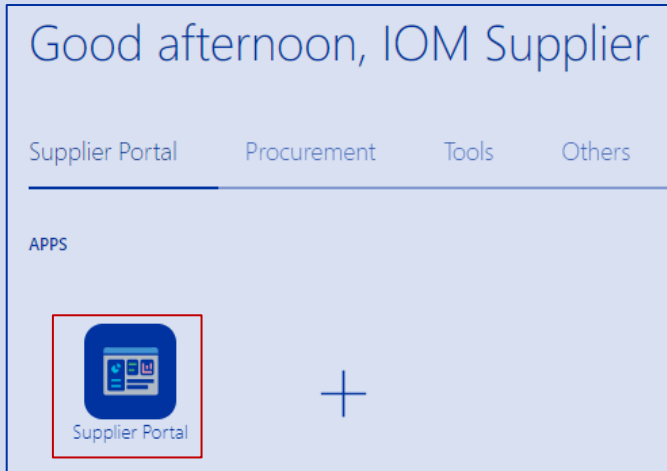 Good afternoon, IOM Supplier
Supplier Portal Procurement Tools Others
APPS
Supplier Portal